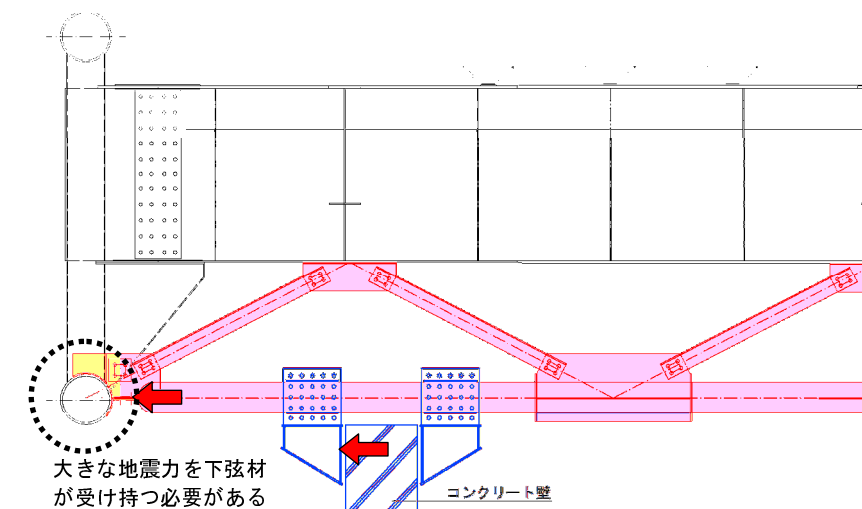 大きな地震力を下弦材
が受け持つ必要がある
コンクリート壁